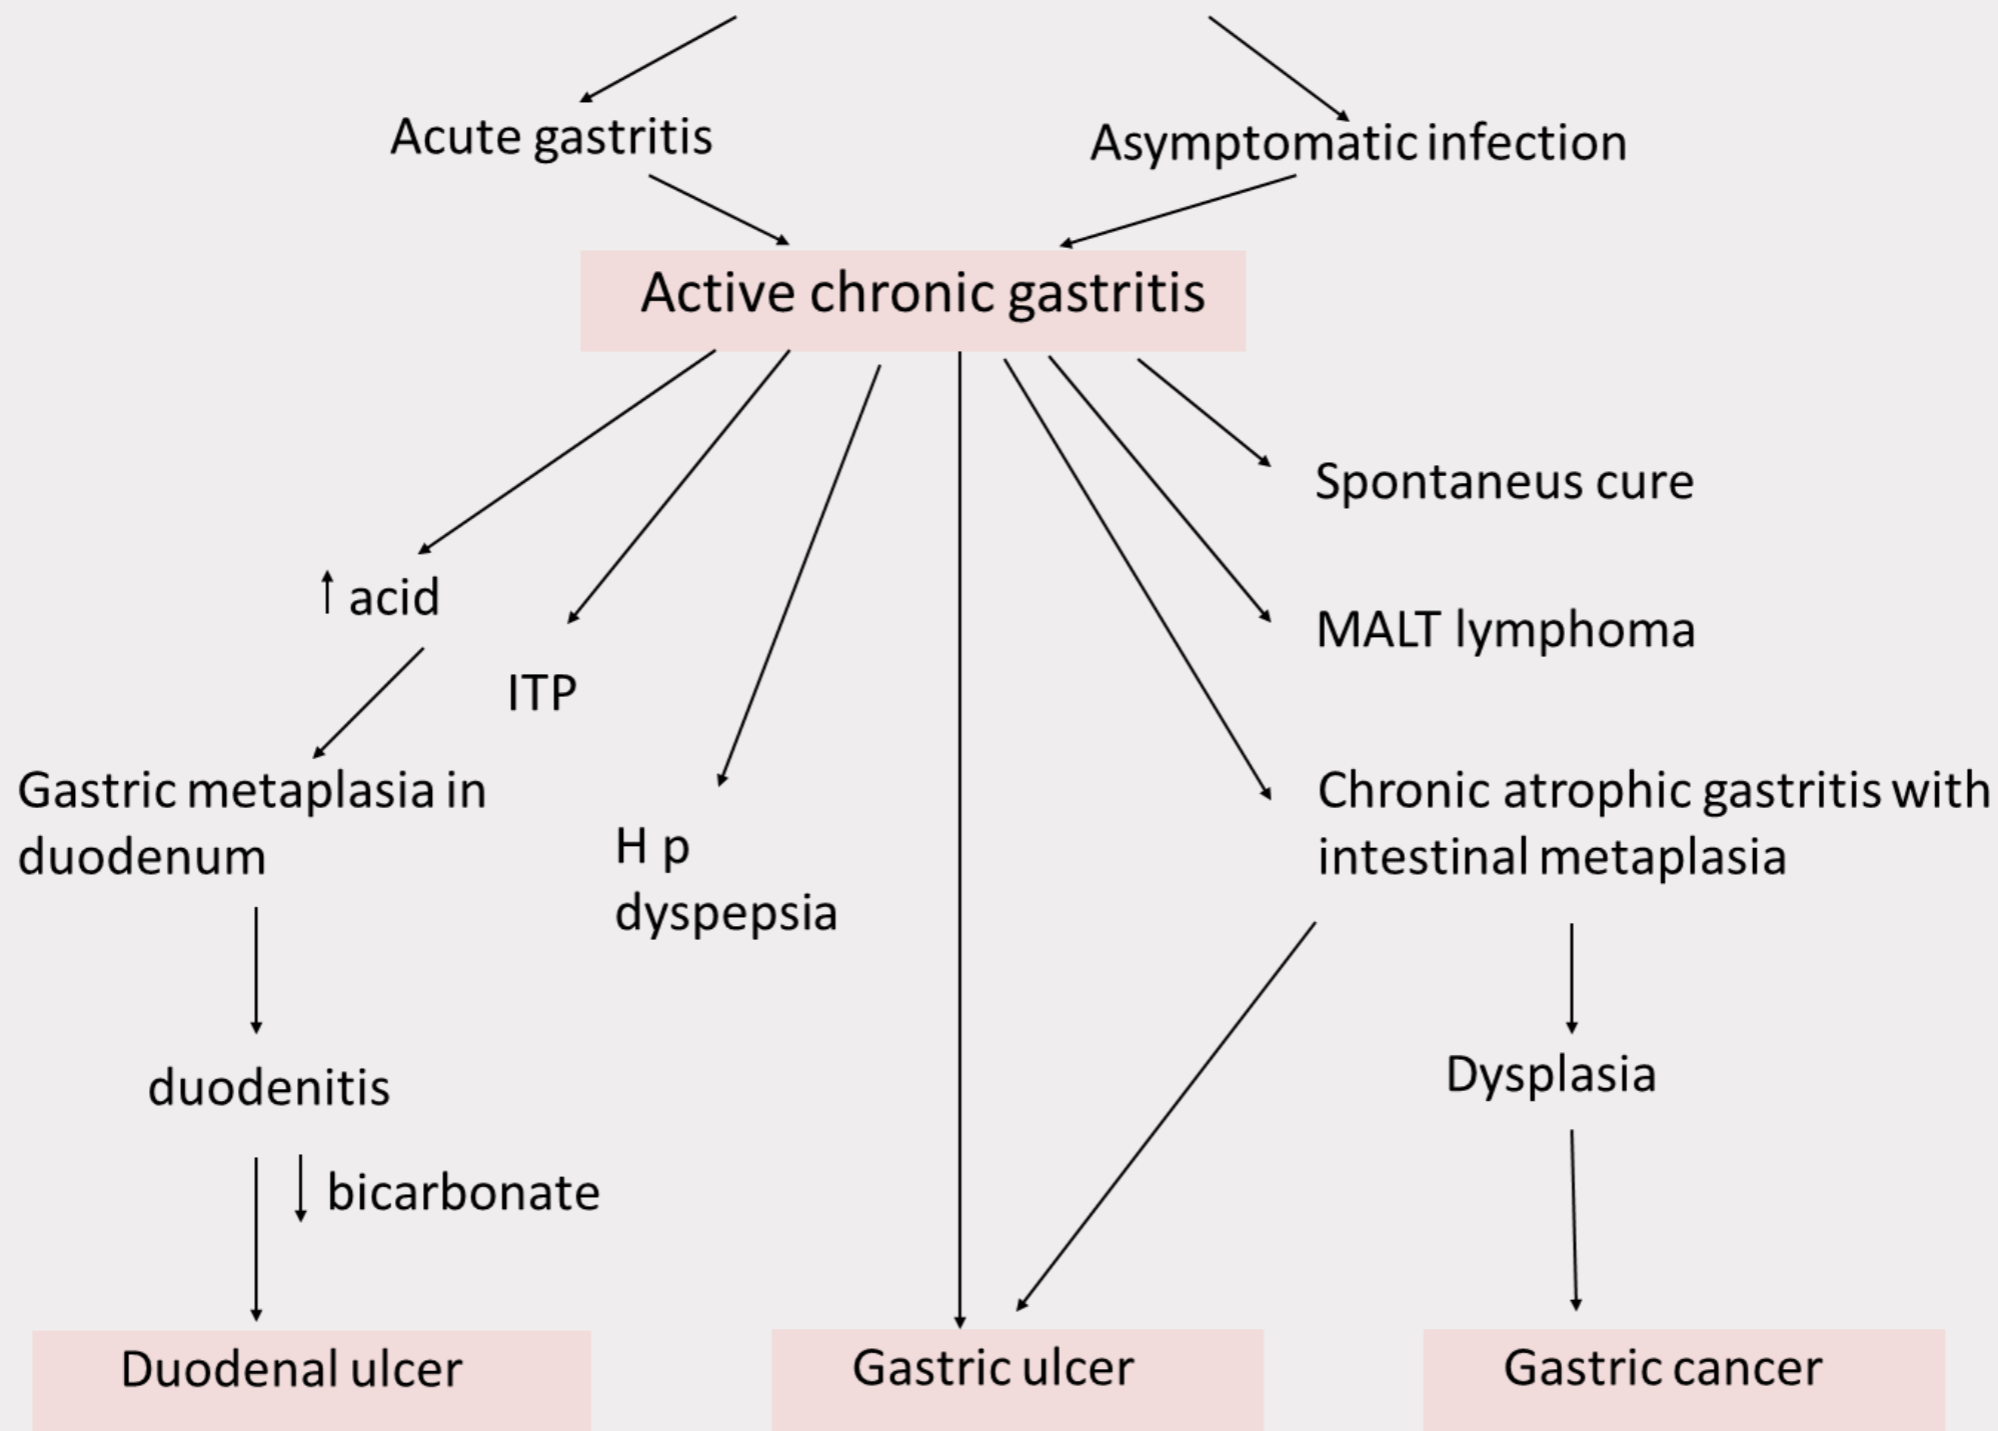 Acute gastritis
Asymptomatic infection
Active chronic gastritis
Spontaneus cure
acid
MALT lymphoma
ITP
Gastric metaplasia in
duodenum
H p
dyspepsia
Chronic atrophic gastritis with
intestinal metaplasia
duodenitis
Dysplasia
bicarbonate
Duodenal ulcer
Gastric ulcer
Gastric cancer